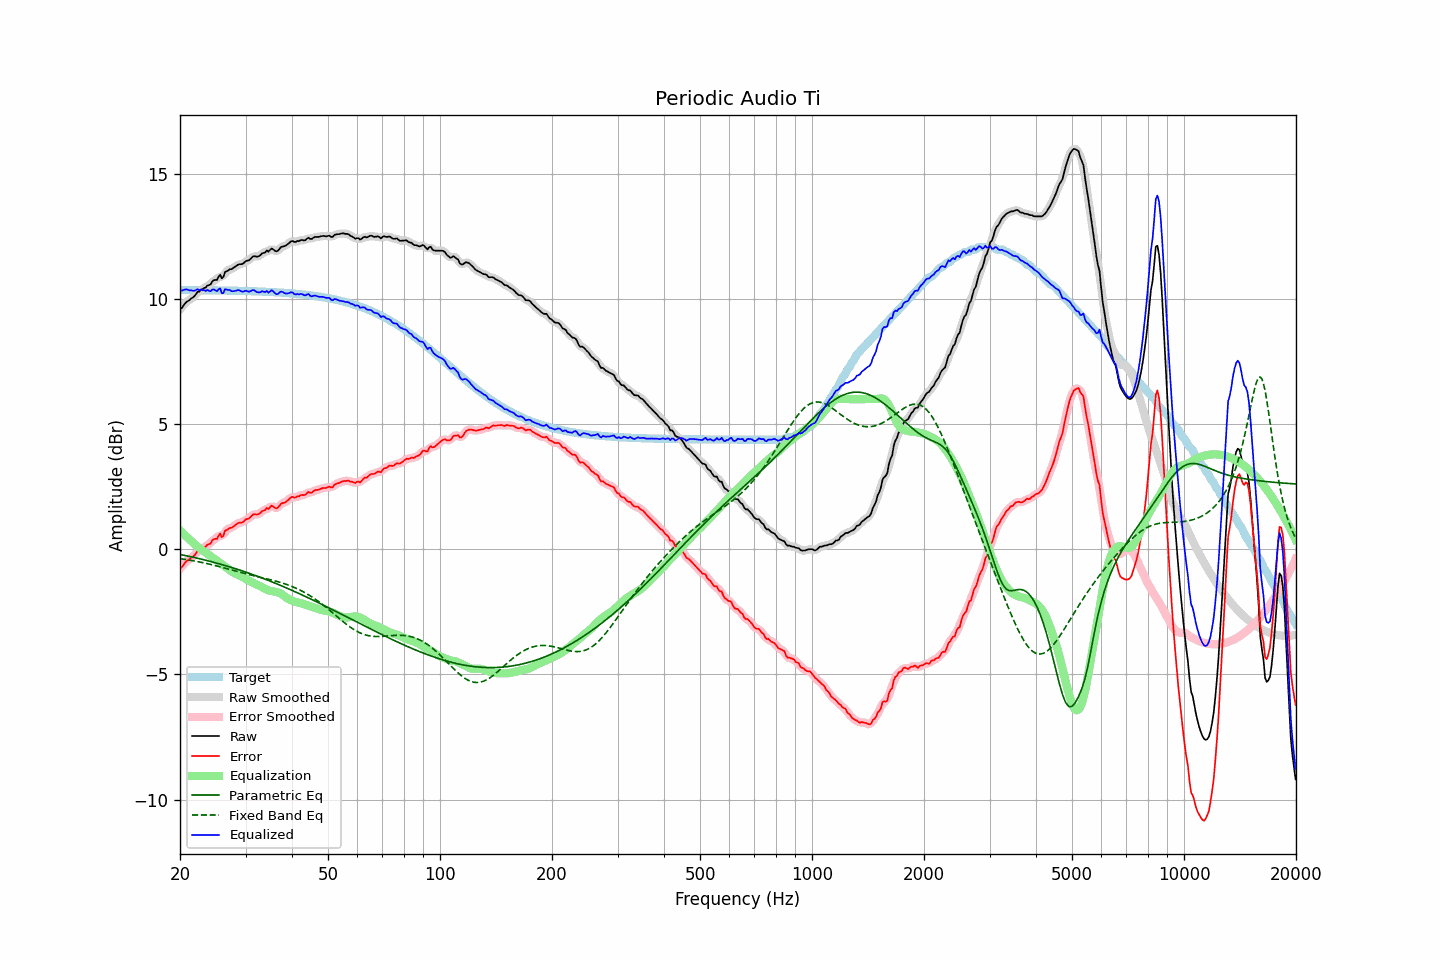 Periodic Audio Ti
Amplitude (dBr)
15
10
5
0
−5
−10
Target
Raw Smoothed
Error Smoothed
Raw
Error
Equalization
Parametric Eq
Fixed Band Eq
Equalized
20 50 100 200 500 1000 2000 5000 10000 20000
Frequency (Hz)